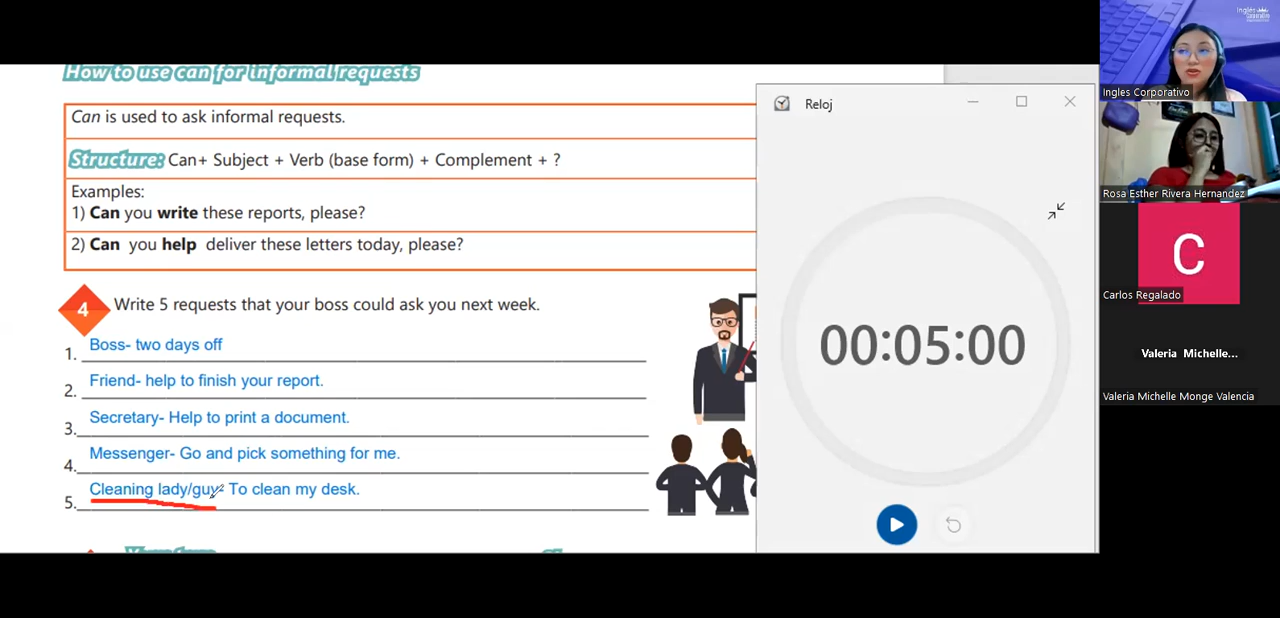 How to use can for informal requests
Can is used to ask informal requests.
Structure: Can+ Subject + Verb (base form) + Complement + ?
Examples:
1) Can you write these reports, please?
2) Can you help deliver these letters today, please?
4 Write 5 requests that your boss could ask you next week.
1. Boss- two days off
2. Friend- help to finish your report.
3. Secretary- Help to print a document.
4. Messenger- Go and pick something for me.
5. Cleaning lady/guy- To clean my desk.
Reloj
00:05:00
Inglés
Ingles Corporativo
Rosa Esther Rivera Hernandez
C
Carlos Regalado
Valeria Michelle...
Valeria Michelle Monge Valencia